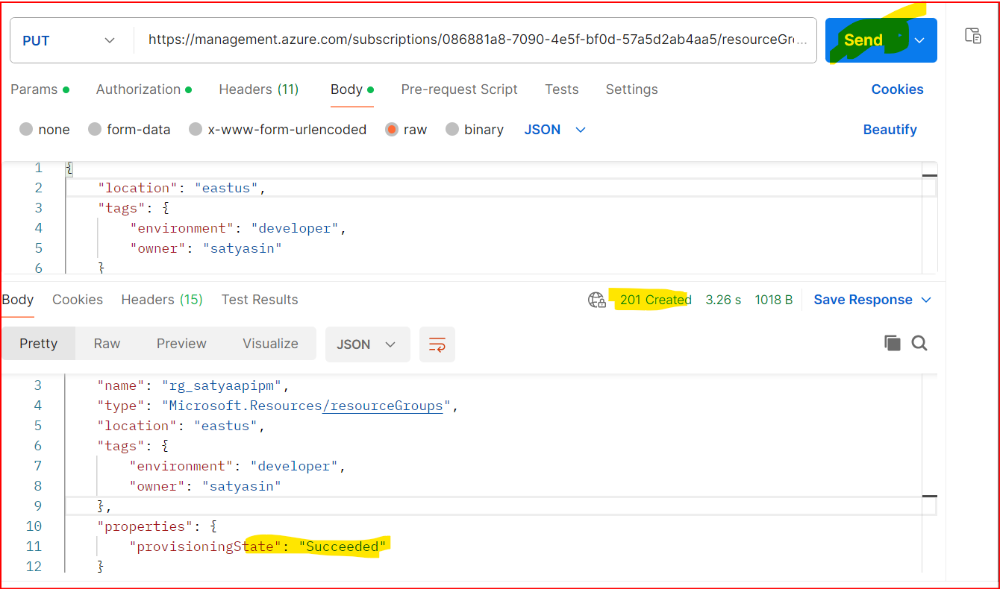 PUT https://management.azure.com/subscriptions/086881a8-7090-4e5f-bf0d-57a5d2ab4aa5/resourceGr... Send
Params Authorization Headers (11) Body Pre-request Script Tests Settings Cookies
none form-data x-www-form-urlencoded raw binary JSON Beautify
1 {
2 "location": "eastus",
3 "tags": {
4 "environment": "developer",
5 "owner": "satyasin"
6 }
Body Cookies Headers (15) Test Results 201 Created 3.26 s 1018 B Save Response
Pretty Raw Preview Visualize JSON
3 "name": "rg_satyaapipm",
4 "type": "Microsoft.Resources/resourceGroups",
5 "location": "eastus",
6 "tags": {
7 "environment": "developer",
8 "owner": "satyasin"
9 },
10 "properties": {
11 "provisioningState": "Succeeded"
12 }